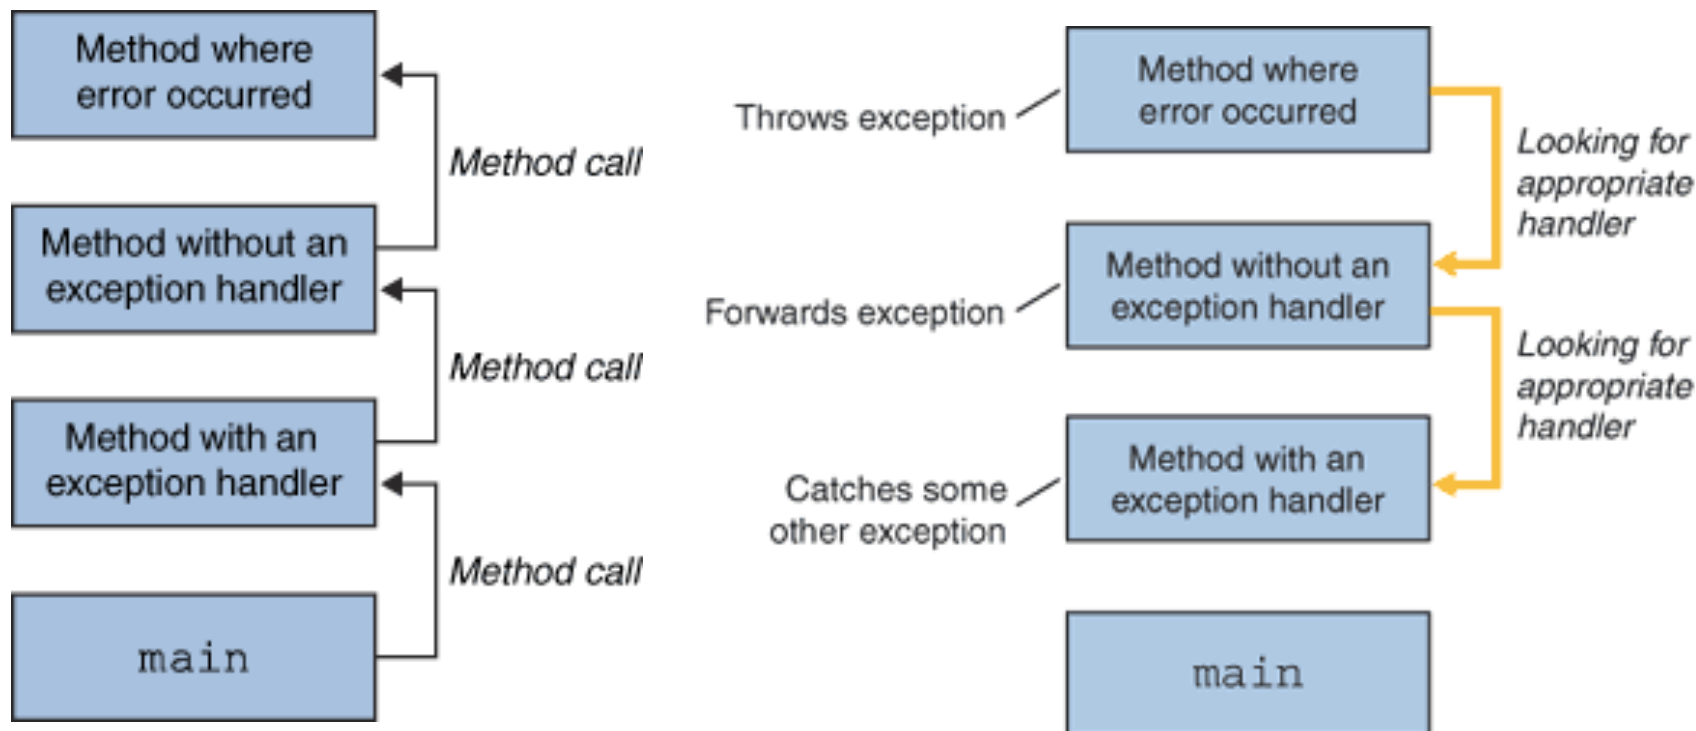 Method where
error occurred
Method call
Method without an
exception handler
Method call
Method with an
exception handler
Method call
main
Throws exception
Method where
error occurred
Looking for
appropriate
handler
Forwards exception
Method without an
exception handler
Looking for
appropriate
handler
Catches some
other exception
Method with an
exception handler
main